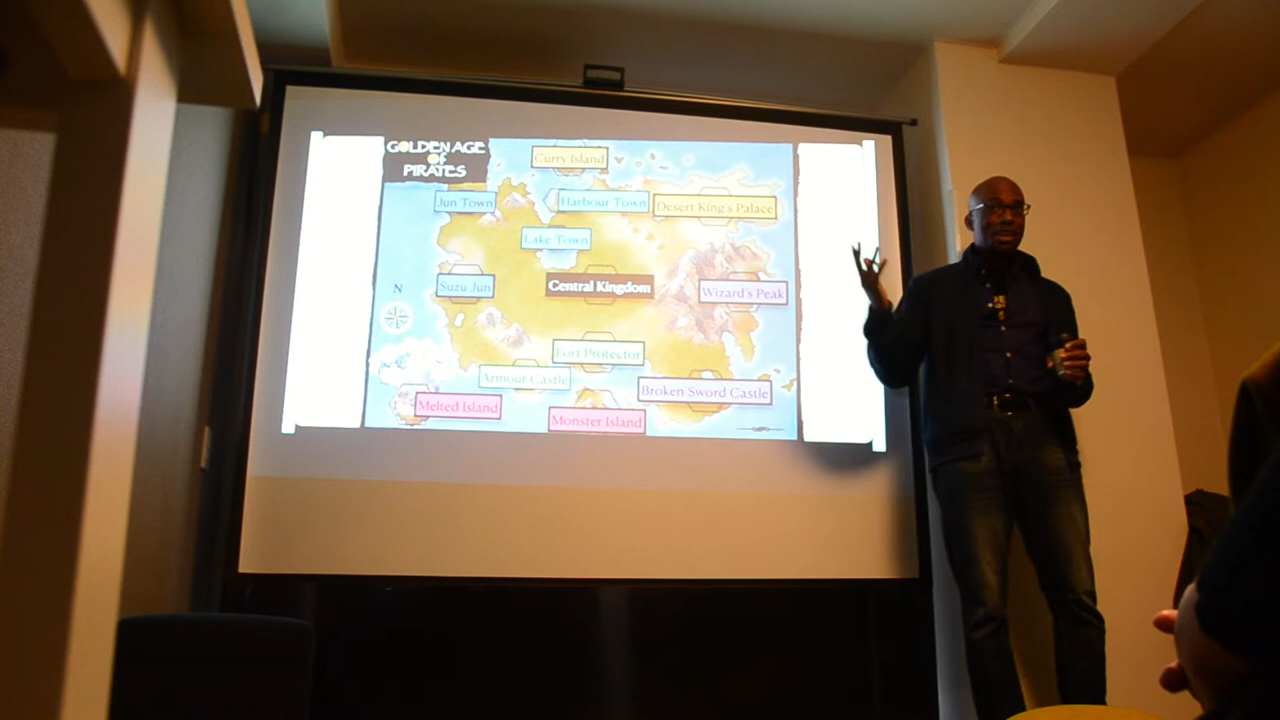 GOLDEN AGE
of
PIRATES
Curry Island
Jun Town
Harbour Town
Desert King's Palace
Lake Town
N
Suzu Jun
Central Kingdom
Wizard's Peak
Fort Protector
Armour Castle
Broken Sword Castle
Melted Island
Monster Island